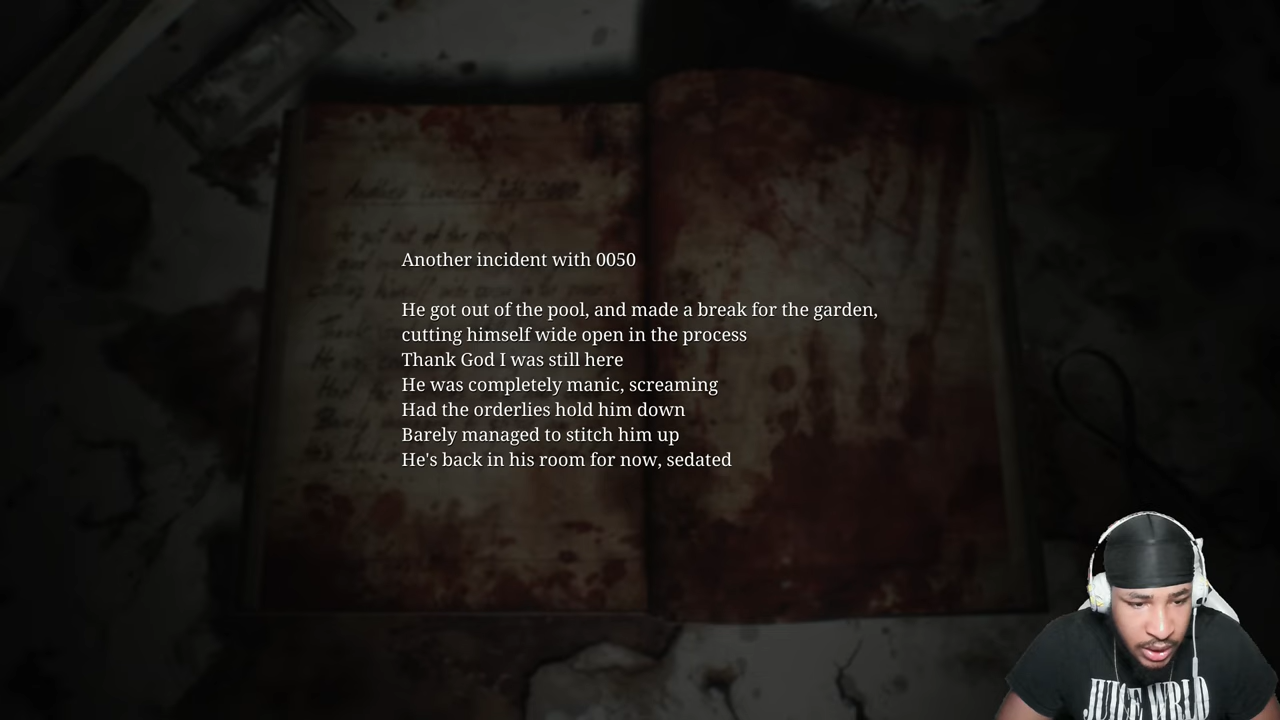 Another incident with 0050
He got out of the pool, and made a break for the garden,
cutting himself wide open in the process
Thank God I was still here
He was completely manic, screaming
Had the orderlies hold him down
Barely managed to stitch him up
He's back in his room for now, sedated